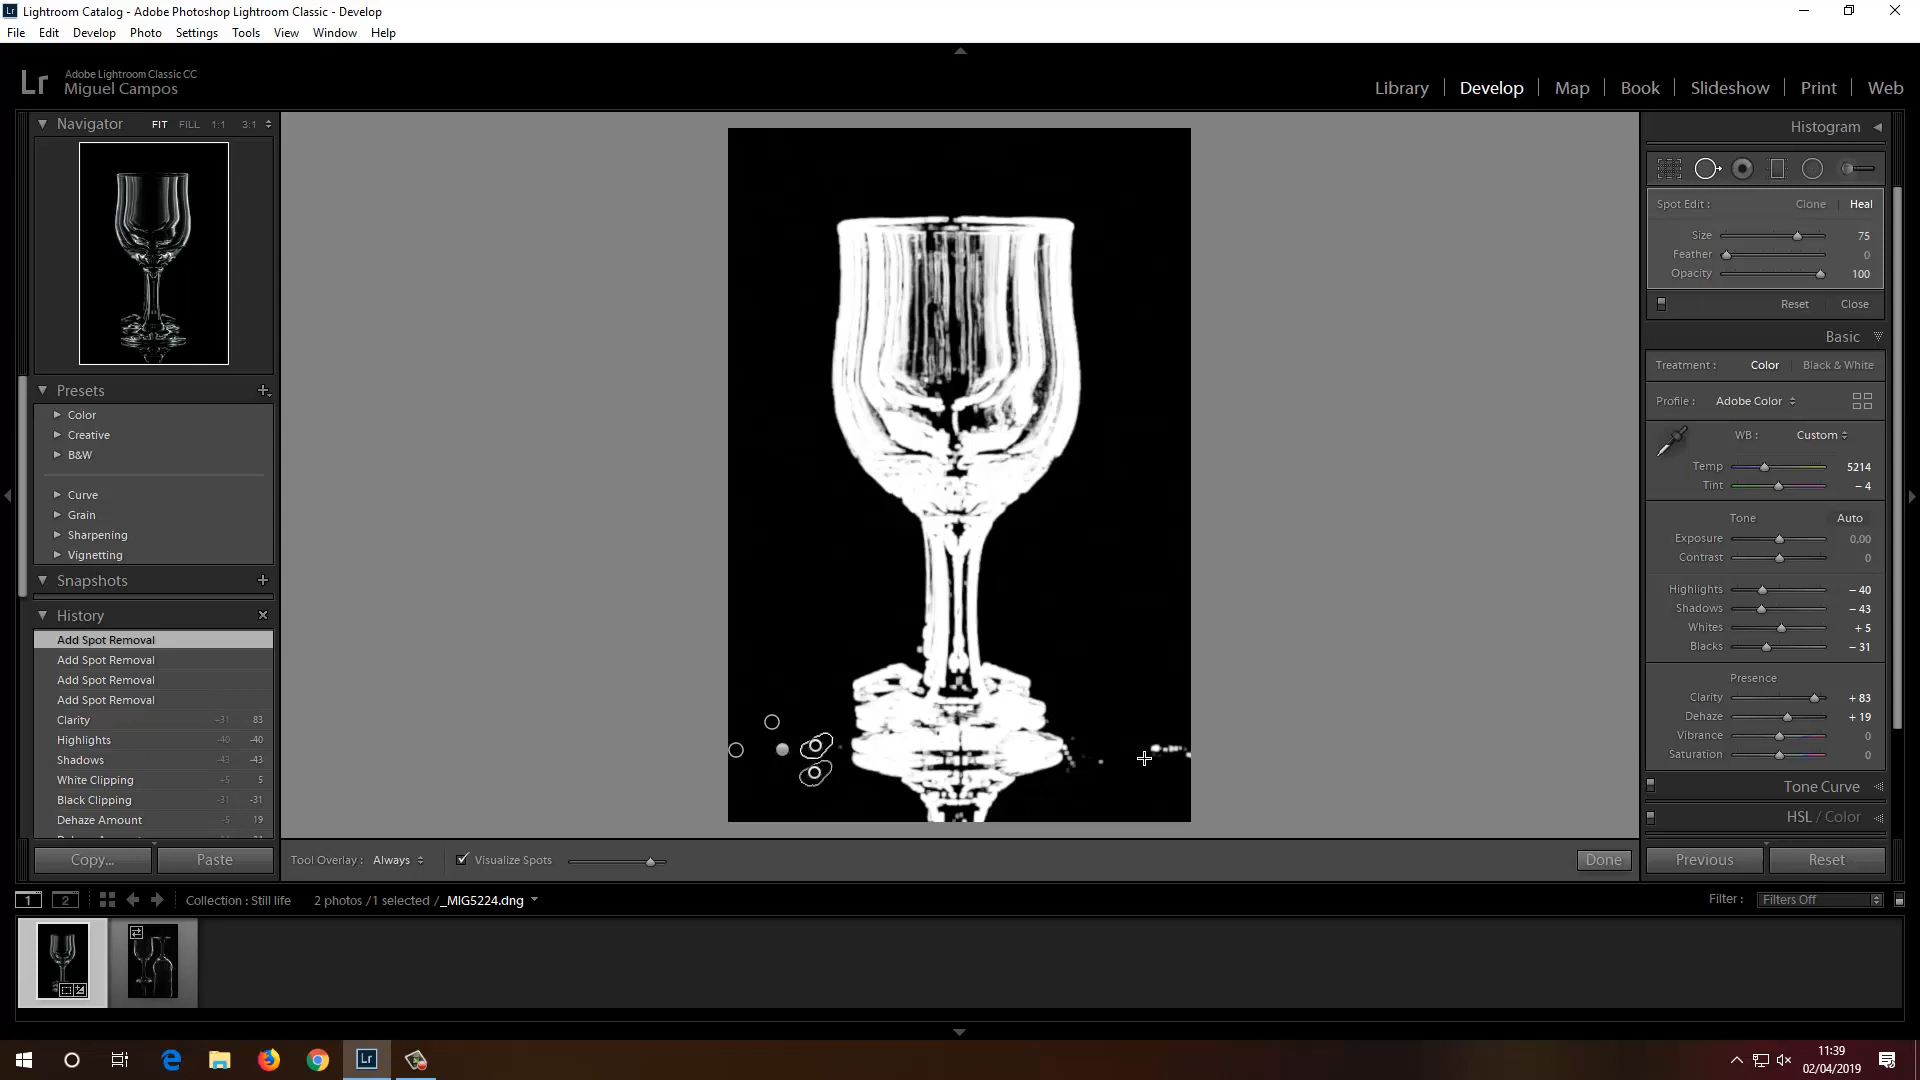 Lightroom Catalog - Adobe Photoshop Lightroom Classic - Develop
File Edit Develop Photo Settings Tools View Window Help
Lr
Adobe Lightroom Classic CC
Miguel Campos
Library Develop Map Book Slideshow Print Web
Navigator FIT FILL 1:1 3:1
Presets
Color
Creative
B&W
Curve
Grain
Sharpening
Vignetting
Snapshots
History
Add Spot Removal
Add Spot Removal
Add Spot Removal
Add Spot Removal
Clarity +31 83
Highlights -40 -40
Shadows -43 -43
White Clipping +5 5
Black Clipping -31 -31
Dehaze Amount -5 19
Copy... Paste
Tool Overlay : Always Visualize Spots Done
Histogram
Spot Edit : Clone Heal
Size 75
Feather 0
Opacity 100
Reset Close
Basic
Treatment : Color Black & White
Profile : Adobe Color
WB : Custom
Temp 5214
Tint – 4
Tone Auto
Exposure 0,00
Contrast 0
Highlights – 40
Shadows – 43
Whites + 5
Blacks – 31
Presence
Clarity + 83
Dehaze + 19
Vibrance 0
Saturation 0
Tone Curve
HSL / Color
Previous Reset
1 2 Collection : Still life 2 photos /1 selected /_MIG5224.dng Filter : Filters Off
Lr
11:39
02/04/2019